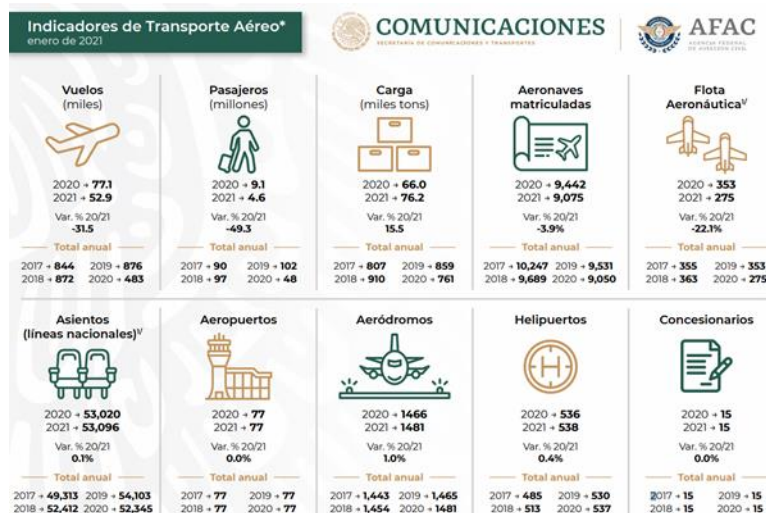 Indicadores de Transporte Aéreo*
enero de 2021
COMUNICACIONES
SECRETARÍA DE COMUNICACIONES Y TRANSPORTES
AFAC
AGENCIA FEDERAL
DE AVIACIÓN CIVIL
Vuelos
(miles)
2020 → 77.1
2021 → 52.9
Var. % 20/21
-31.5
Total anual
2017 → 844 2019 → 876
2018 → 872 2020 → 483
Pasajeros
(millones)
2020 → 9.1
2021 → 4.6
Var. % 20/21
-49.3
Total anual
2017 → 90 2019 → 102
2018 → 97 2020 → 48
Carga
(miles tons)
2020 → 66.0
2021 → 76.2
Var. % 20/21
15.5
Total anual
2017 → 807 2019 → 859
2018 → 910 2020 → 761
Aeronaves
matriculadas
2020 → 9,442
2021 → 9,075
Var. % 20/21
-3.9%
Total anual
2017 → 10,247 2019 → 9,531
2018 → 9,689 2020 → 9,050
Flota
Aeronáutica¹/
2020 → 353
2021 → 275
Var. % 20/21
-22.1%
Total anual
2017 → 355 2019 → 353
2018 → 363 2020 → 275
Asientos
(líneas nacionales)¹/
2020 → 53,020
2021 → 53,096
Var. % 20/21
0.1%
Total anual
2017 → 49,313 2019 → 54,103
2018 → 52,412 2020 → 52,345
Aeropuertos
2020 → 77
2021 → 77
Var. % 20/21
0.0%
Total anual
2017 → 77 2019 → 77
2018 → 77 2020 → 77
Aeródromos
2020 → 1466
2021 → 1481
Var. % 20/21
1.0%
Total anual
2017 → 1,443 2019 → 1,465
2018 → 1,454 2020 → 1481
Helipuertos
H
2020 → 536
2021 → 538
Var. % 20/21
0.4%
Total anual
2017 → 485 2019 → 530
2018 → 513 2020 → 537
Concesionarios
2020 → 15
2021 → 15
Var. % 20/21
0.0%
Total anual
2017 → 15 2019 → 15
2018 → 15 2020 → 15